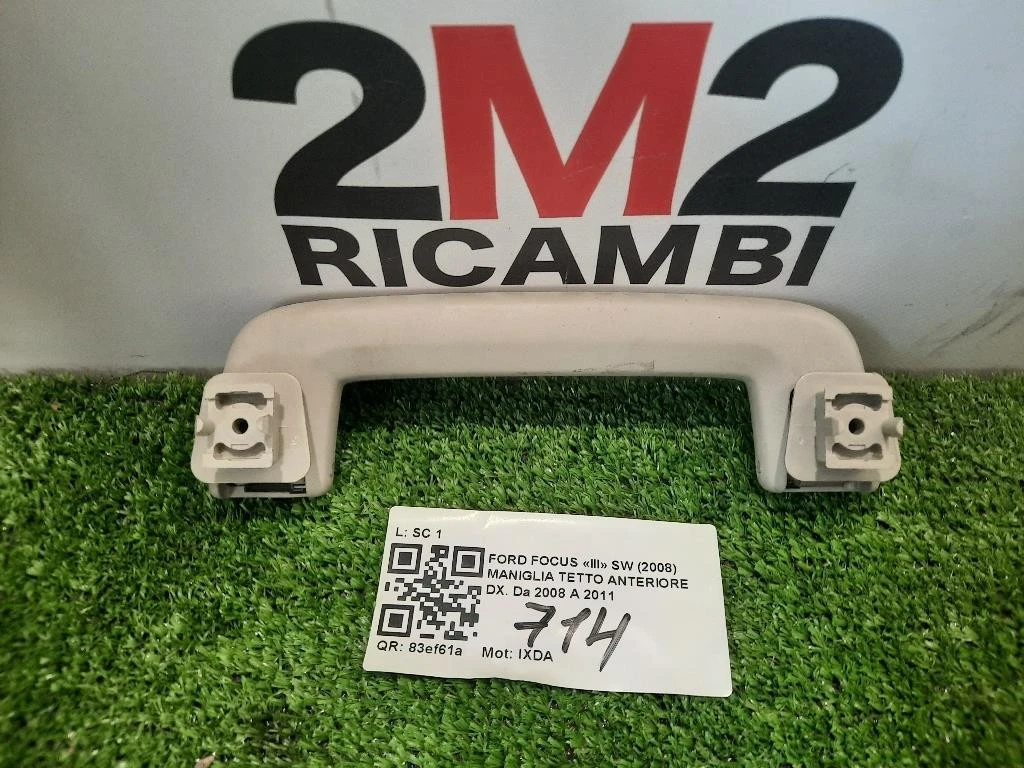 2M2
RICAMBI
L: SC 1
FORD FOCUS «III» SW (2008)
MANIGLIA TETTO ANTERIORE
DX. Da 2008 A 2011
714
QR: 83ef61a Mot: IXDA